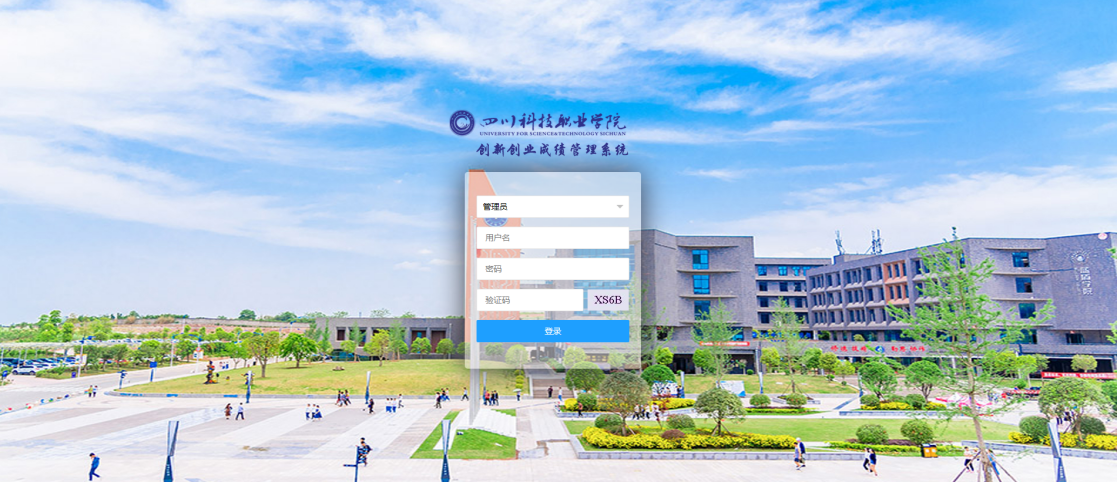 四川科技职业学院
UNIVERSITY FOR SCIENCE&TECHNOLOGY SICHUAN
创新创业成绩管理系统
管理员
用户名
密码
验证码 XS6B
登录